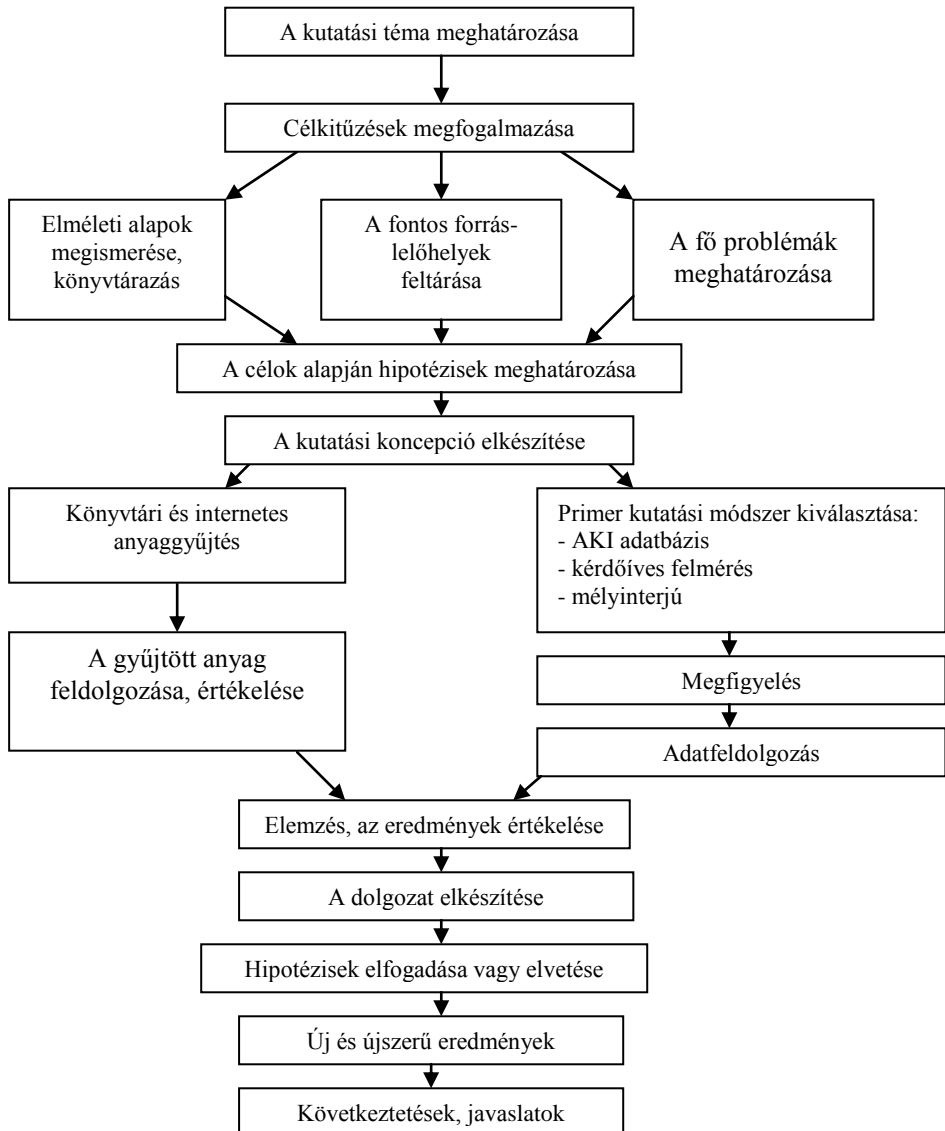 A kutatási téma meghatározása
Célkitűzések megfogalmazása
Elméleti alapok
megismerése,
könyvtárazás
A fontos forrás-
lelőhelyek
feltárása
A fő problémák
meghatározása
A célok alapján hipotézisek meghatározása
A kutatási koncepció elkészítése
Könyvtári és internetes
anyaggyűjtés
Primer kutatási módszer kiválasztása:
- AKI adatbázis
- kérdőíves felmérés
- mélyinterjú
A gyűjtött anyag
feldolgozása, értékelése
Megfigyelés
Adatfeldolgozás
Elemzés, az eredmények értékelése
A dolgozat elkészítése
Hipotézisek elfogadása vagy elvetése
Új és újszerű eredmények
Következtetések, javaslatok